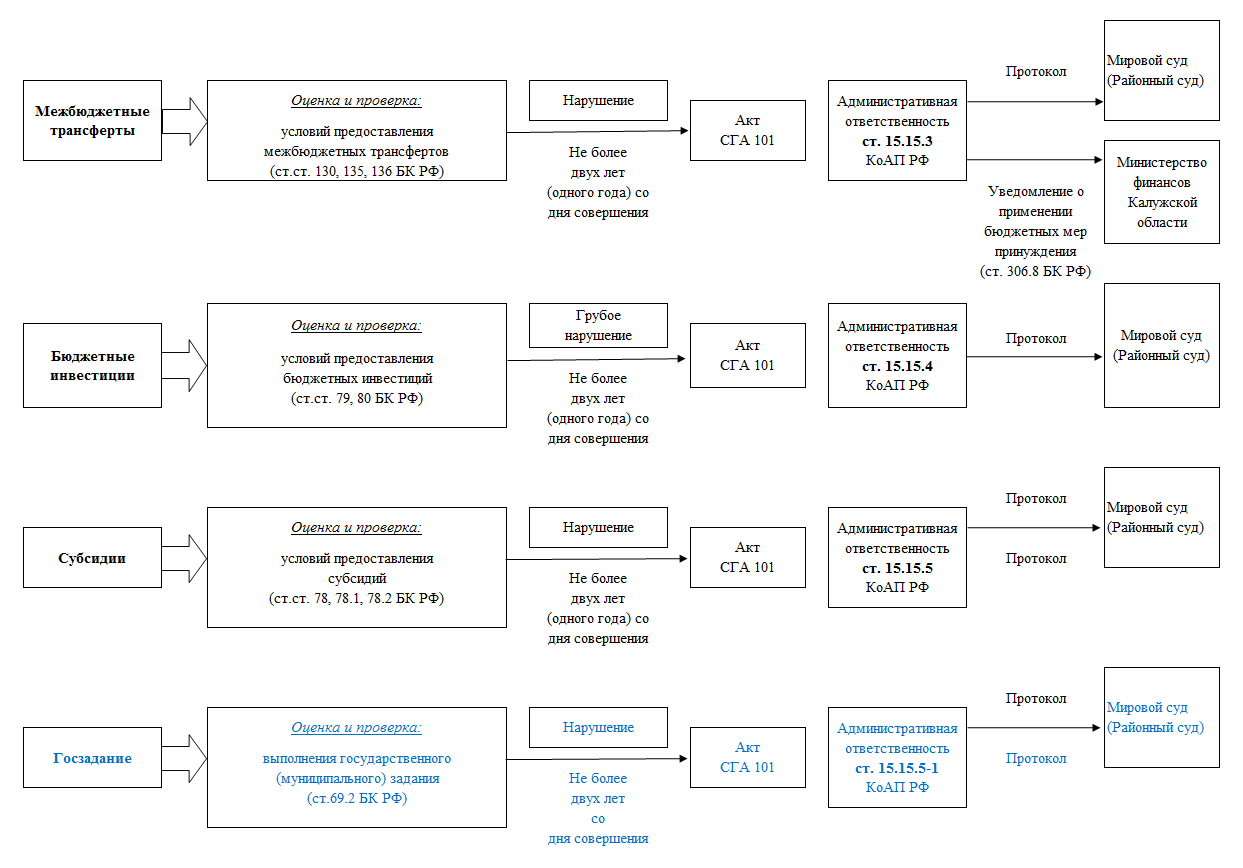 Межбюджетные
трансферты
Оценка и проверка:
условий предоставления
межбюджетных трансфертов
(ст.ст. 130, 135, 136 БК РФ)
Нарушение
Не более
двух лет
(одного года) со
дня совершения
Акт
СГА 101
Административная
ответственность
ст. 15.15.3
КоАП РФ
Протокол
Мировой суд
(Районный суд)
Уведомление о
применении
бюджетных мер
принуждения
(ст. 306.8 БК РФ)
Министерство
финансов
Калужской
области
Бюджетные
инвестиции
Оценка и проверка:
условий предоставления
бюджетных инвестиций
(ст.ст. 79, 80 БК РФ)
Грубое
нарушение
Не более
двух лет
(одного года) со
дня совершения
Акт
СГА 101
Административная
ответственность
ст. 15.15.4
КоАП РФ
Протокол
Мировой суд
(Районный суд)
Субсидии
Оценка и проверка:
условий предоставления
субсидий
(ст.ст. 78, 78.1, 78.2 БК РФ)
Нарушение
Не более
двух лет
(одного года) со
дня совершения
Акт
СГА 101
Административная
ответственность
ст. 15.15.5
КоАП РФ
Протокол
Протокол
Мировой суд
(Районный суд)
Госзадание
Оценка и проверка:
выполнения государственного
(муниципального) задания
(ст.69.2 БК РФ)
Нарушение
Не более
двух лет
со
дня совершения
Акт
СГА 101
Административная
ответственность
ст. 15.15.5-1
КоАП РФ
Протокол
Протокол
Мировой суд
(Районный суд)